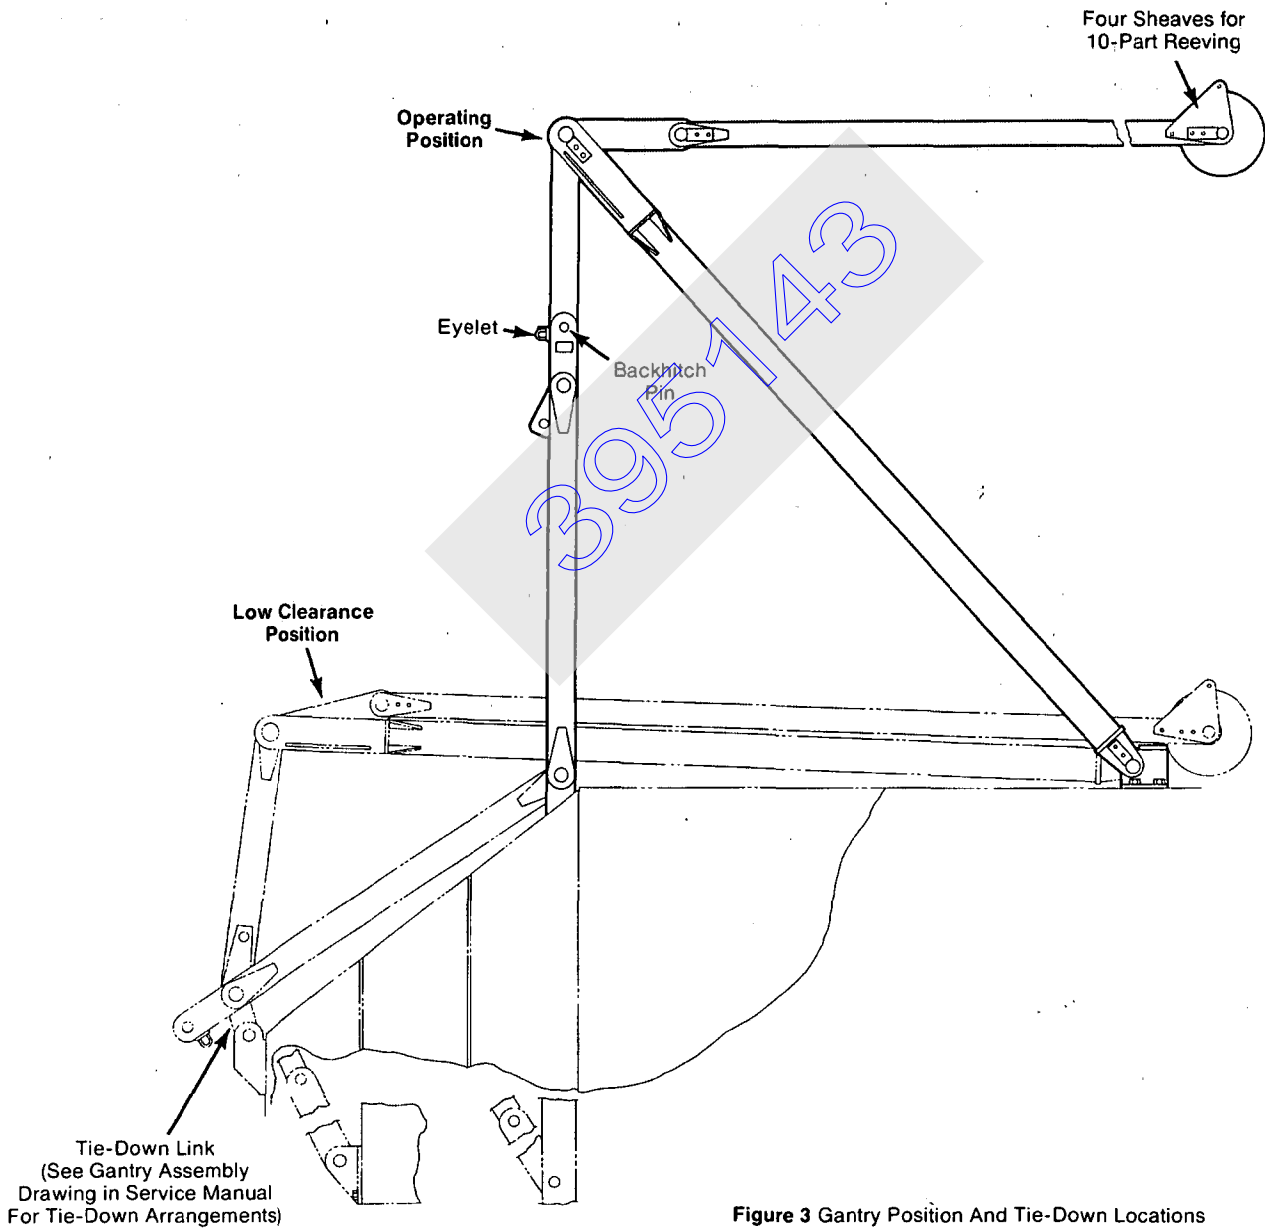 Four Sheaves for
10-Part Reeving
Operating
Position
Eyelet
Backhitch
Pin
395143
Low Clearance
Position
Tie-Down Link
(See Gantry Assembly
Drawing in Service Manual
For Tie-Down Arrangements)
Figure 3 Gantry Position And Tie-Down Locations